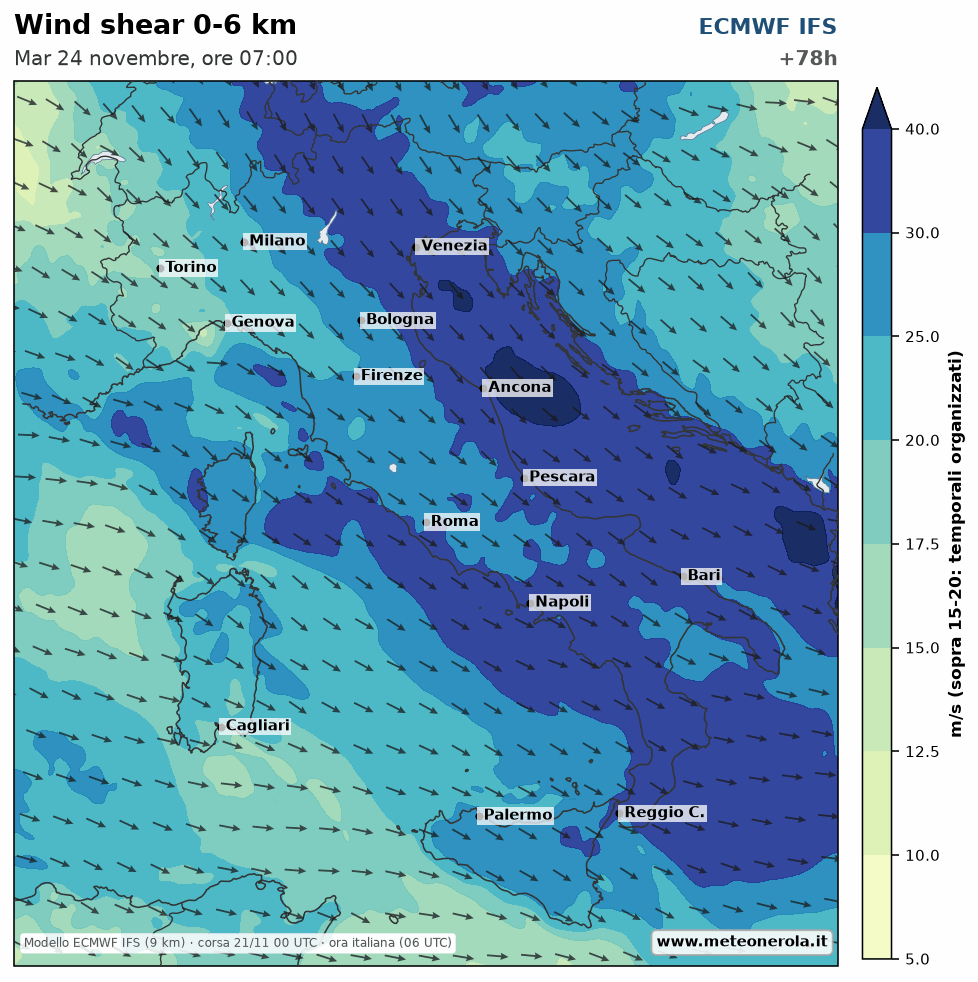 Wind shear 0-6 km
ECMWF IFS
Mar 24 novembre, ore 07:00
+78h
40.0
30.0
25.0
20.0
17.5
15.0
12.5
10.0
5.0
m/s (sopra 15-20: temporali organizzati)
Milano
Venezia
Torino
Genova
Bologna
Firenze
Ancona
Pescara
Roma
Bari
Napoli
Cagliari
Palermo
Reggio C.
Modello ECMWF IFS (9 km) · corsa 21/11 00 UTC · ora italiana (06 UTC)
www.meteonerola.it